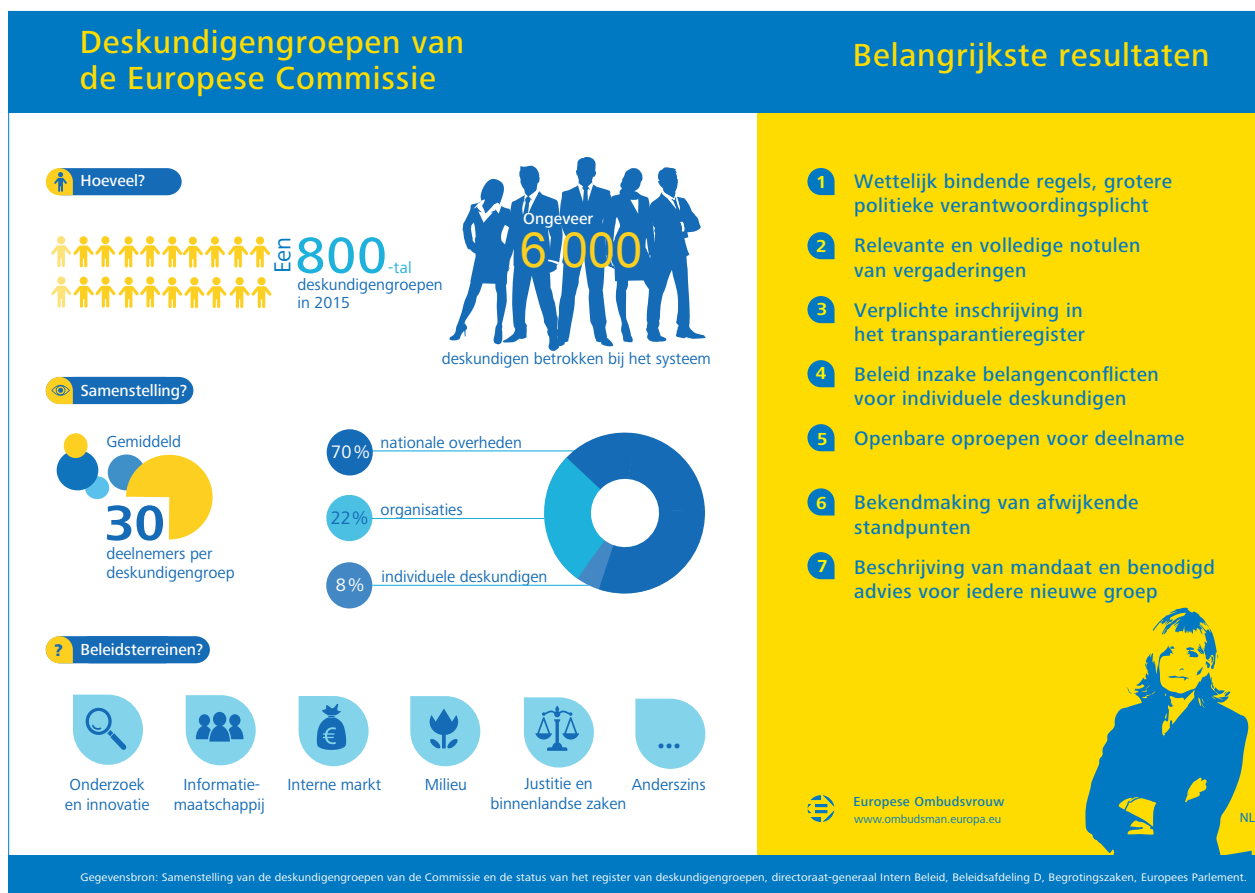 Deskundigengroepen van
de Europese Commissie
Hoeveel?
Een
800-tal
deskundigengroepen
in 2015
Ongeveer
6 000
deskundigen betrokken bij het systeem
Samenstelling?
Gemiddeld
30
deelnemers per
deskundigengroep
70% nationale overheden
22% organisaties
8% individuele deskundigen
? Beleidsterreinen?
€
...
Onderzoek
en innovatie
Informatie-
maatschappij
Interne markt
Milieu
Justitie en
binnenlandse zaken
Anderszins
Belangrijkste resultaten
1 Wettelijk bindende regels, grotere
politieke verantwoordingsplicht
2 Relevante en volledige notulen
van vergaderingen
3 Verplichte inschrijving in
het transparantieregister
4 Beleid inzake belangenconflicten
voor individuele deskundigen
5 Openbare oproepen voor deelname
6 Bekendmaking van afwijkende
standpunten
7 Beschrijving van mandaat en benodigd
advies voor iedere nieuwe groep
Europese Ombudsvrouw
www.ombudsman.europa.eu
NL
Gegevensbron: Samenstelling van de deskundigengroepen van de Commissie en de status van het register van deskundigengroepen, directoraat-generaal Intern Beleid, Beleidsafdeling D, Begrotingszaken, Europees Parlement.